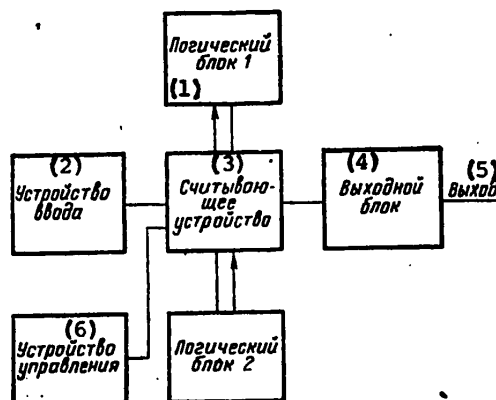 Логический
блок 1
(1)
(2)
Устройство
ввода
(3)
Считываю-
щее
устройство
(4)
Выходной
блок
(5)
Выход
(6)
Устройство
управления
Логический
блок 2